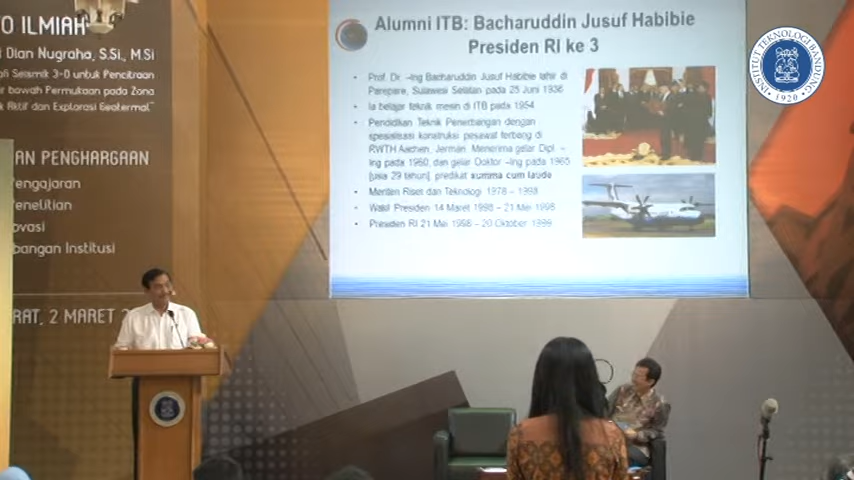 O ILMIAH
i Dian Nugraha, S.Si., M.Si
ali Seismik 3-D untuk Pencitraan
r bawah Permukaan pada Zona
k Aktif dan Explorasi Geotermal"
AN PENGHARGAAN
Pengajaran
Penelitian
ovasi
bangan Institusi
RAT, 2 MARET
Alumni ITB: Bacharuddin Jusuf Habibie
Presiden RI ke 3
Prof. Dr. -Ing Bacharuddin Jusuf Habibie lahir di
Parepare, Sulawesi Selatan pada 25 Juni 1936
Ia belajar teknik mesin di ITB pada 1954
Pendidikan Teknik Penerbangan dengan
spesialisasi konstruksi pesawat terbang di
RWTH Aachen, Jerman. Menerima gelar Dipl -
Ing pada 1960, dan gelar Doktor -Ing pada 1965
[usia 29 tahun], predikat summa cum laude
Menteri Riset dan Teknologi 1978 - 1998
Wakil Presiden 14 Maret 1998 - 21 Mei 1998
Presiden RI 21 Mei 1998 - 20 Oktober 1999
INSTITUT TEKNOLOGI BANDUNG
1920